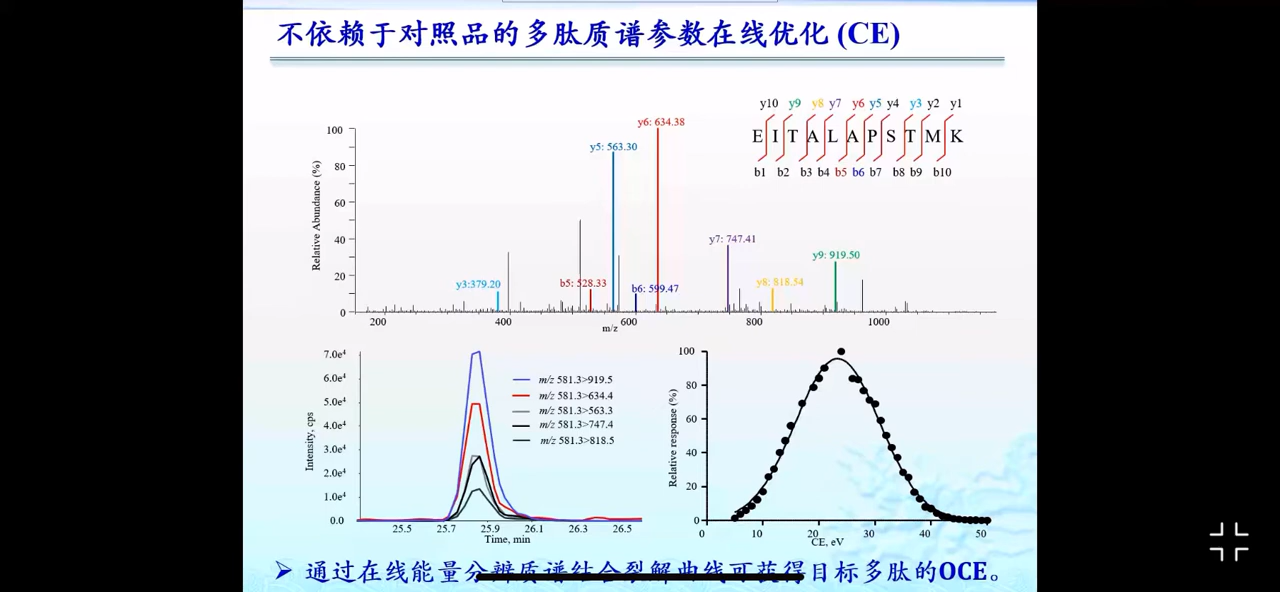 不依赖于对照品的多肽质谱参数在线优化 (CE)
y10 y9 y8 y7 y6 y5 y4 y3 y2 y1
E I T A L A P S T M K
b1 b2 b3 b4 b5 b6 b7 b8 b9 b10
Relative Abundance (%)
100
80
60
40
20
0
y6: 634.38
y5: 563.30
y7: 747.41
y9: 919.50
y3:379.20
b5: 528.33
b6: 599.47
y8: 818.54
200 400 600 800 1000
m/z
Intensity, cps
7.0e⁴
6.0e⁴
5.0e⁴
4.0e⁴
3.0e⁴
2.0e⁴
1.0e⁴
0.0
m/z 581.3>919.5
m/z 581.3>634.4
m/z 581.3>563.3
m/z 581.3>747.4
m/z 581.3>818.5
25.5 25.7 25.9 26.1 26.3 26.5
Time, min
Relative response (%)
100
80
60
40
20
0
0 10 20 30 40 50
CE, eV
➢ 通过在线能量分辨质谱结合裂解曲线可获得目标多肽的OCE。